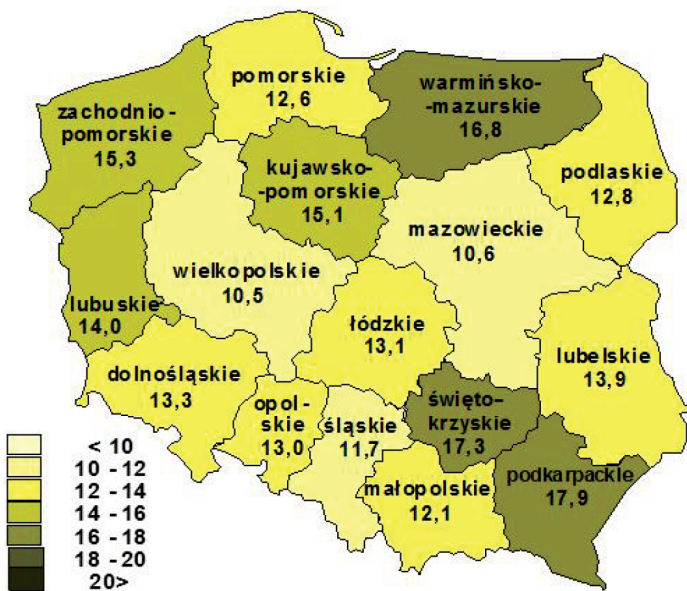 pomorskie
12,6
warmińsko-
-mazurskie
16,8
zachodnio-
pomorskie
15,3
kujawsko-
-pomorskie
15,1
podlaskie
12,8
mazowieckie
10,6
wielkopolskie
10,5
lubuskie
14,0
łódzkie
13,1
lubelskie
13,9
dolnośląskie
13,3
opol-
skie
13,0
śląskie
11,7
święto-
krzyskie
17,3
małopolskie
12,1
podkarpackie
17,9
< 10
10 - 12
12 - 14
14 - 16
16 - 18
18 - 20
20>